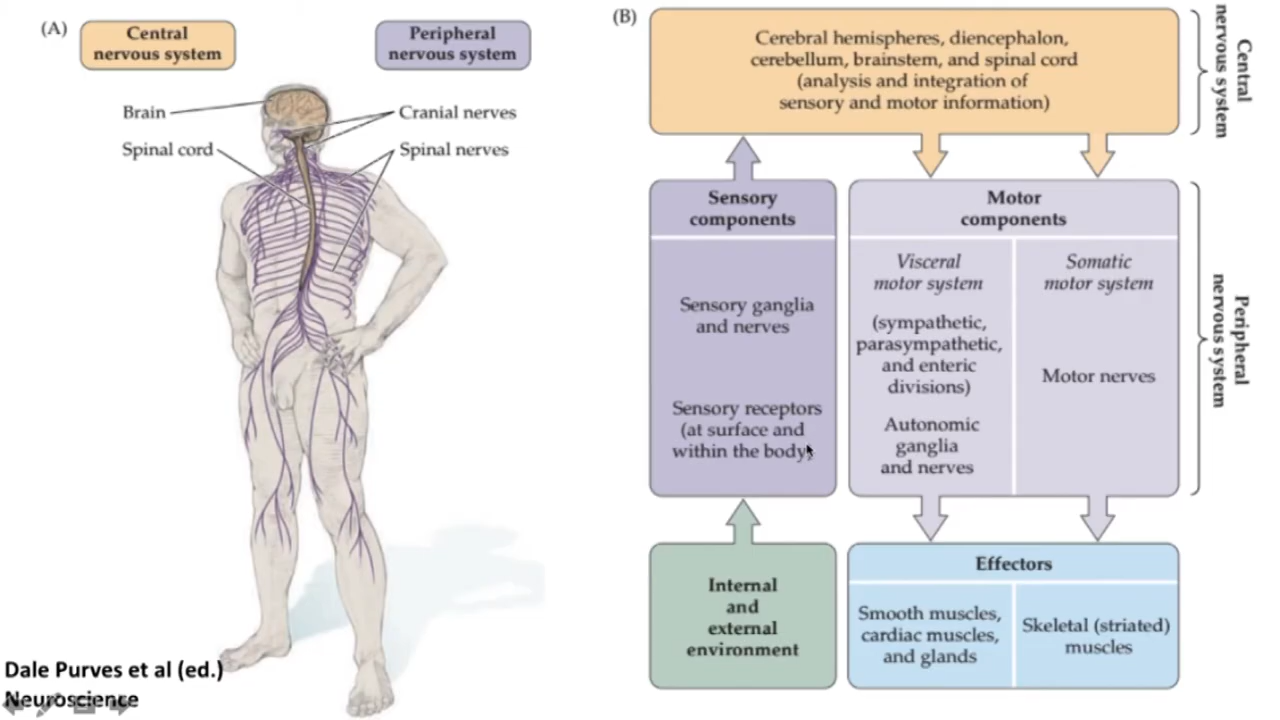 (A)
Central
nervous system
Peripheral
nervous system
Brain
Cranial nerves
Spinal cord
Spinal nerves
Dale Purves et al (ed.)
Neuroscience
(B)
Cerebral hemispheres, diencephalon,
cerebellum, brainstem, and spinal cord
(analysis and integration of
sensory and motor information)
Central
nervous system
Sensory
components
Sensory ganglia
and nerves
Sensory receptors
(at surface and
within the body)
Motor
components
Visceral
motor system
(sympathetic,
parasympathetic,
and enteric
divisions)
Autonomic
ganglia
and nerves
Somatic
motor system
Motor nerves
Peripheral
nervous system
Internal
and
external
environment
Effectors
Smooth muscles,
cardiac muscles,
and glands
Skeletal (striated)
muscles